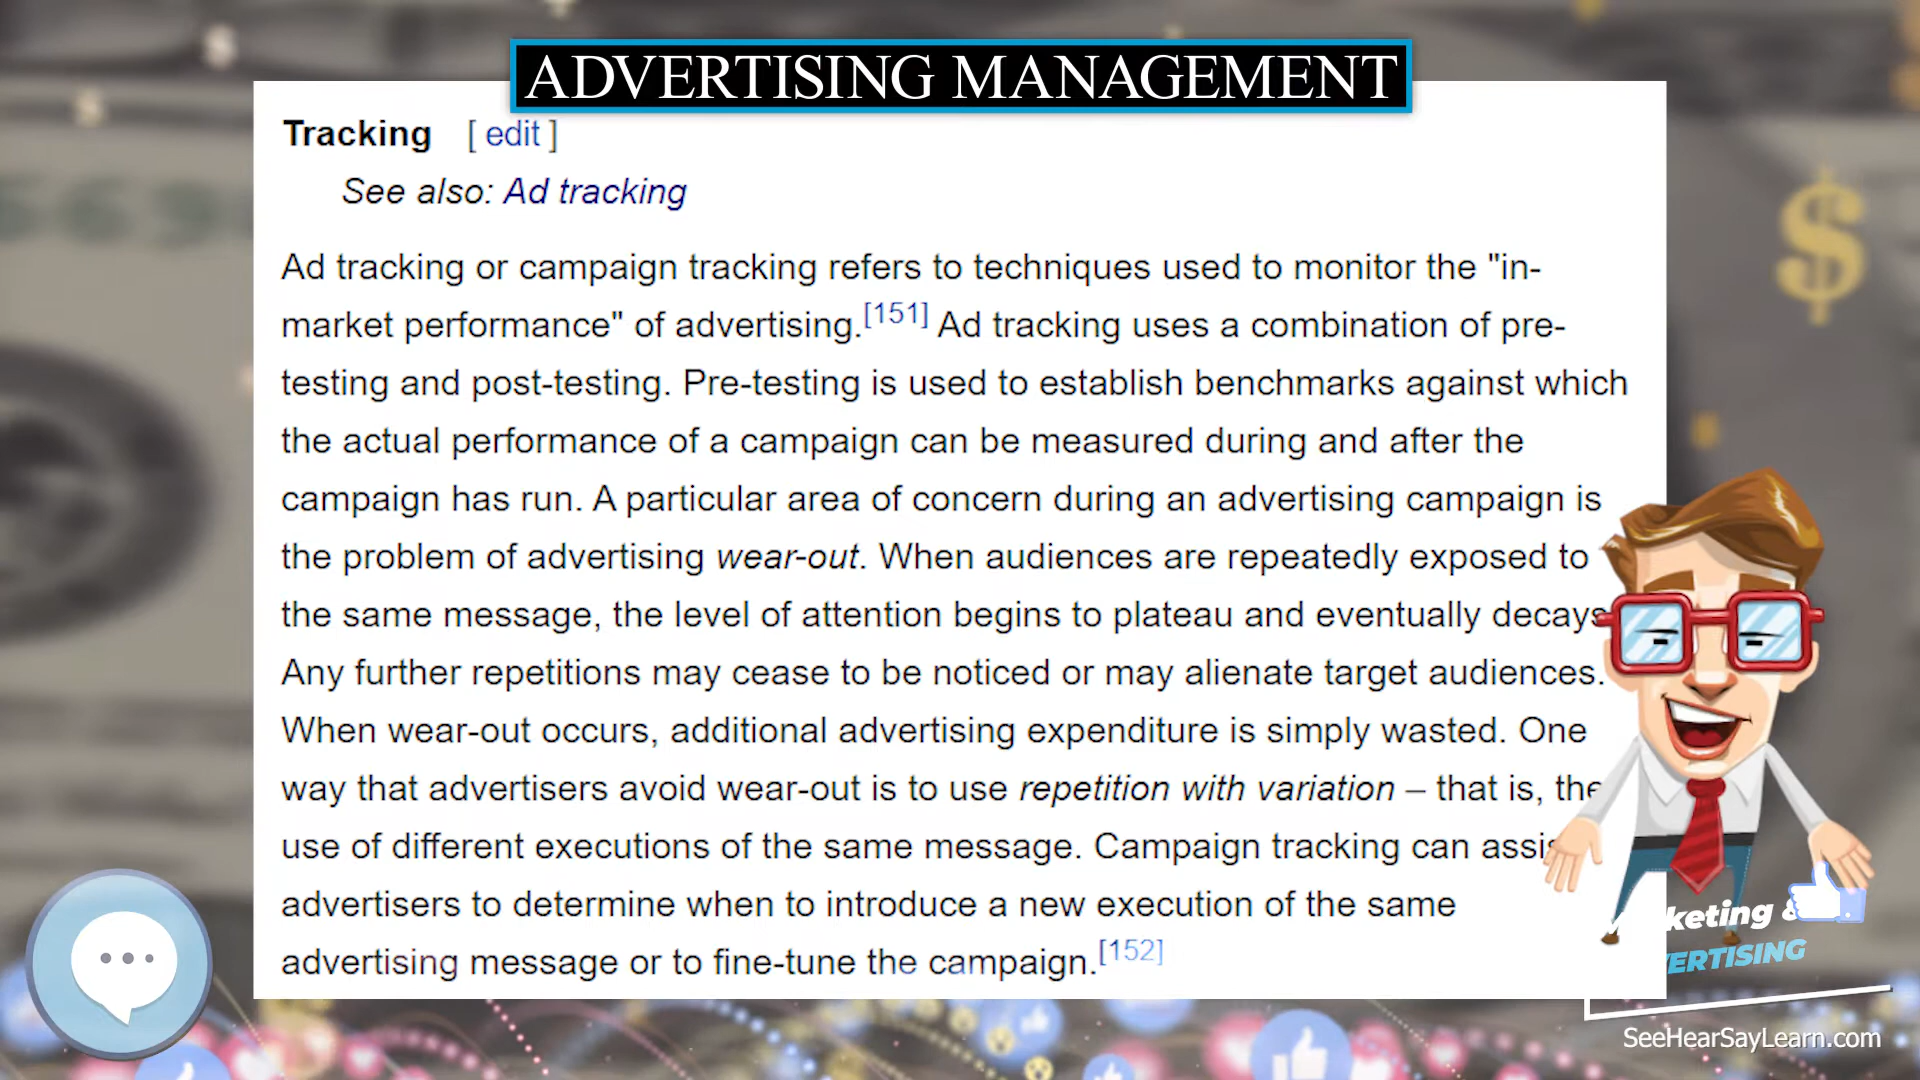 ADVERTISING MANAGEMENT
Tracking [ edit ]
See also: Ad tracking
Ad tracking or campaign tracking refers to techniques used to monitor the "in-
market performance" of advertising.[151] Ad tracking uses a combination of pre-
testing and post-testing. Pre-testing is used to establish benchmarks against which
the actual performance of a campaign can be measured during and after the
campaign has run. A particular area of concern during an advertising campaign is
the problem of advertising wear-out. When audiences are repeatedly exposed to
the same message, the level of attention begins to plateau and eventually decays
Any further repetitions may cease to be noticed or may alienate target audiences.
When wear-out occurs, additional advertising expenditure is simply wasted. One
way that advertisers avoid wear-out is to use repetition with variation – that is, the
use of different executions of the same message. Campaign tracking can
advertisers to determine when to introduce a new execution of the same
advertising message or to fine-tune the campaign.[152]
SeeHearSayLearn.com